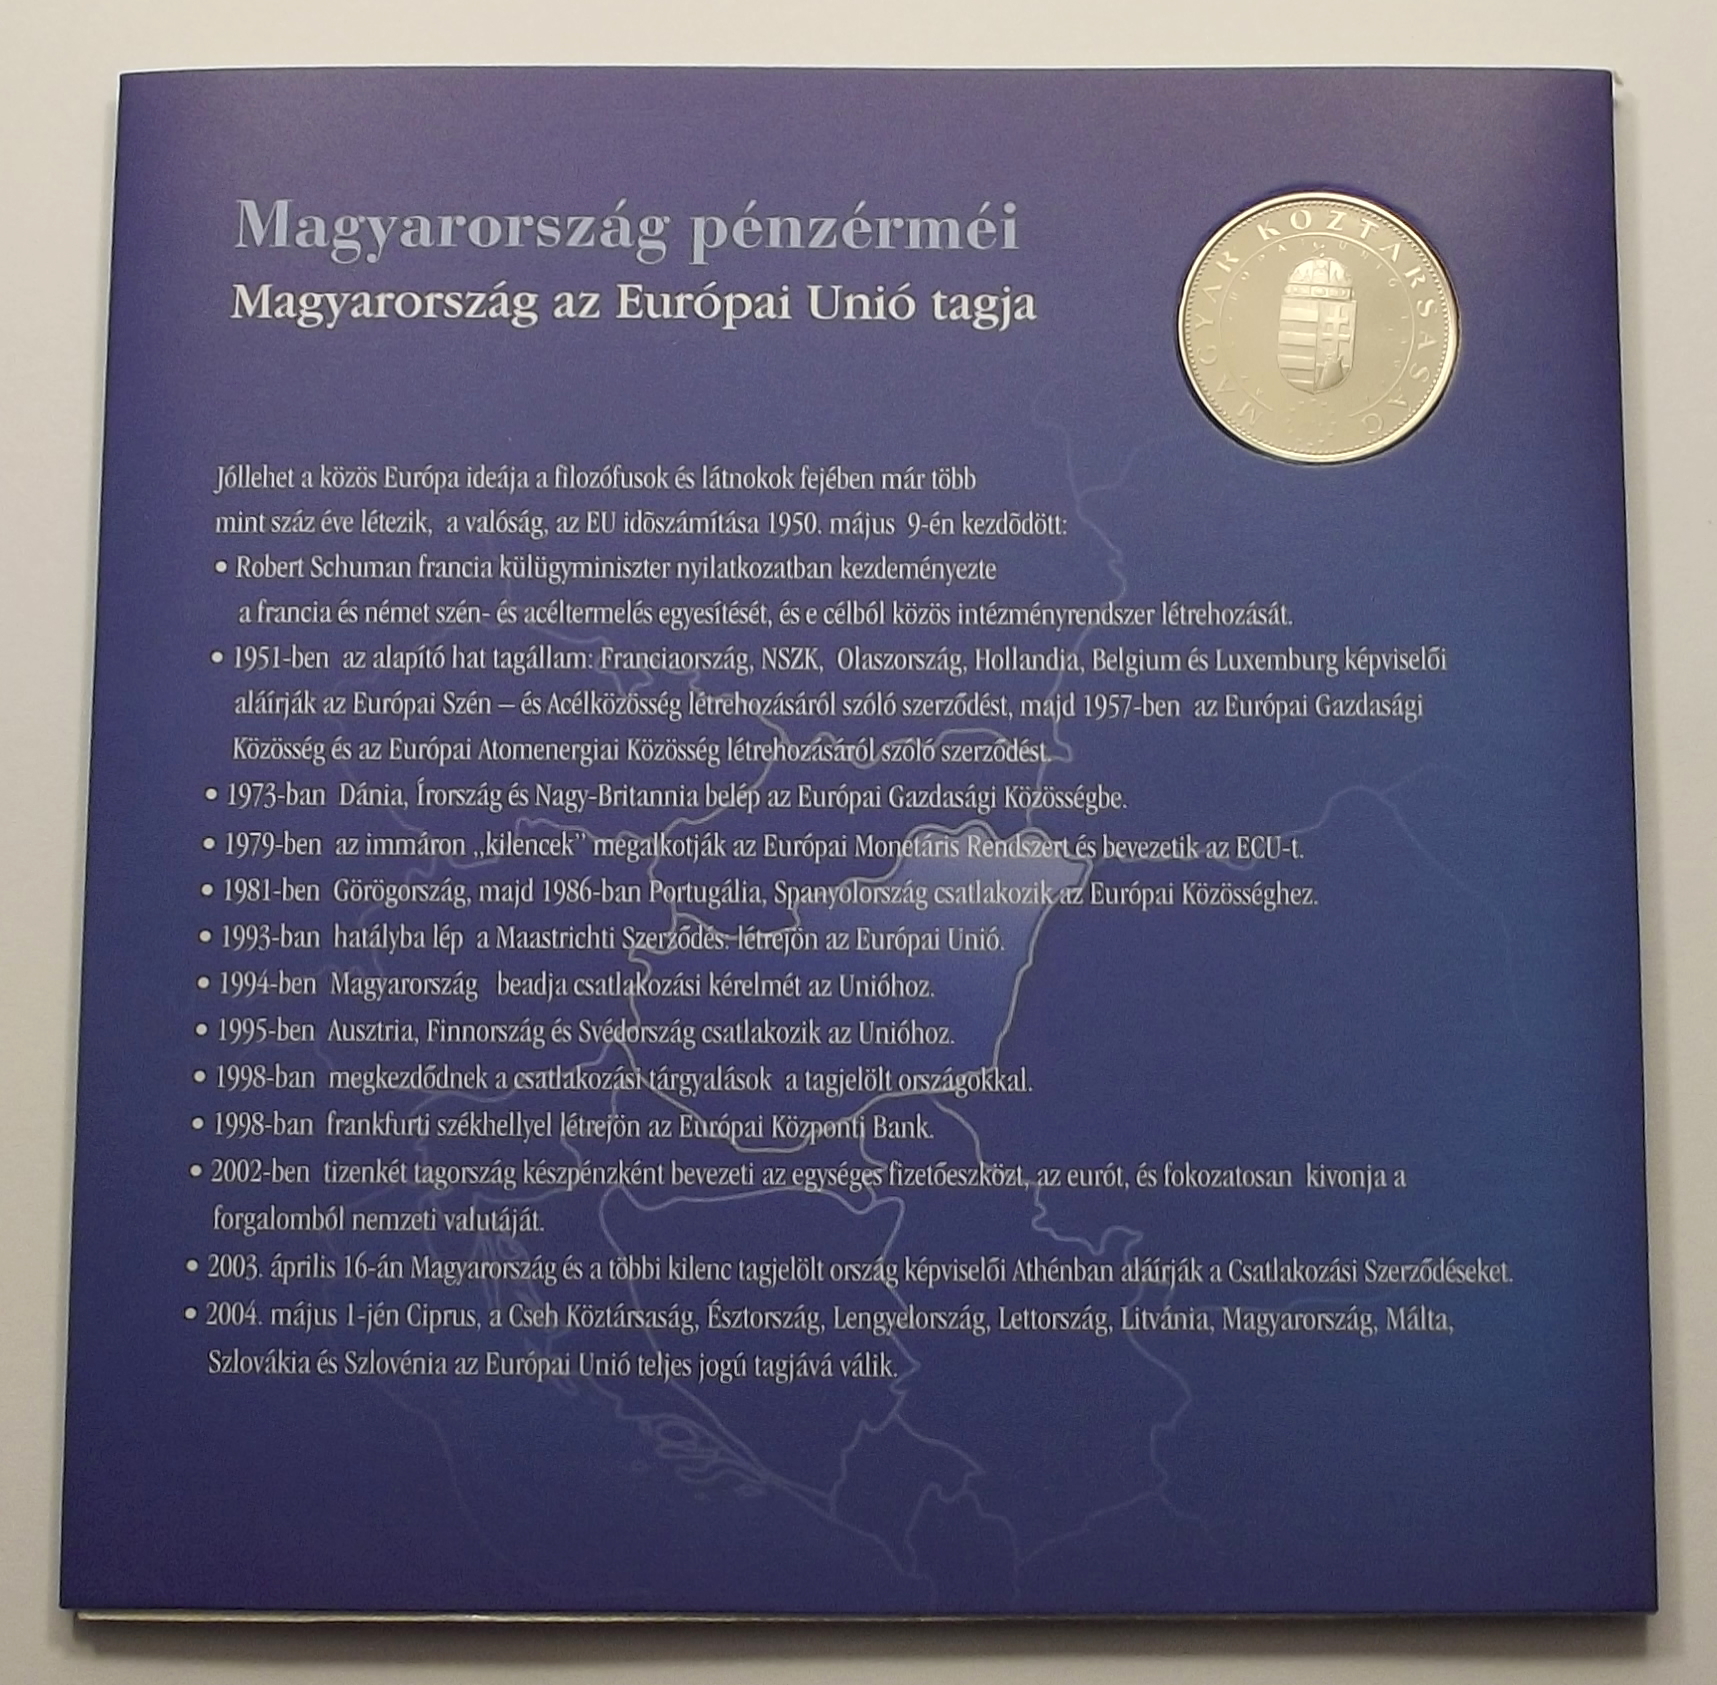 Magyarország pénzérméi
Magyarország az Európai Unió tagja
MAGYAR KÖZTÁRSASÁG
Jóllehet a közös Európa ideája a filozófusok és látnokok fejében már több
mint száz éve létezik, a valóság, az EU idõszámítása 1950. május 9-én kezdõdött:
• Robert Schuman francia külügyminiszter nyilatkozatban kezdeményezte
a francia és német szén- és acéltermelés egyesítését, és e célból közös intézményrendszer létrehozását.
• 1951-ben az alapító hat tagállam: Franciaország, NSZK, Olaszország, Hollandia, Belgium és Luxemburg képviselői
aláírják az Európai Szén – és Acélközösség létrehozásáról szóló szerződést, majd 1957-ben az Európai Gazdasági
Közösség és az Európai Atomenergiai Közösség létrehozásáról szóló szerződést.
• 1973-ban Dánia, Írország és Nagy-Britannia belép az Európai Gazdasági Közösségbe.
• 1979-ben az immáron „kilencek” megalkotják az Európai Monetáris Rendszert és bevezetik az ECU-t.
• 1981-ben Görögország, majd 1986-ban Portugália, Spanyolország csatlakozik az Európai Közösséghez.
• 1993-ban hatályba lép a Maastrichti Szerződés: létrejön az Európai Unió.
• 1994-ben Magyarország beadja csatlakozási kérelmét az Unióhoz.
• 1995-ben Ausztria, Finnország és Svédország csatlakozik az Unióhoz.
• 1998-ban megkezdődnek a csatlakozási tárgyalások a tagjelölt országokkal.
• 1998-ban frankfurti székhellyel létrejön az Európai Központi Bank.
• 2002-ben tizenkét tagország készpénzként bevezeti az egységes fizetőeszközt, az eurót, és fokozatosan kivonja a
forgalomból nemzeti valutáját.
• 2003. április 16-án Magyarország és a többi kilenc tagjelölt ország képviselői Athénban aláírják a Csatlakozási Szerződéseket.
• 2004. május 1-jén Ciprus, a Cseh Köztársaság, Észtország, Lengyelország, Lettország, Litvánia, Magyarország, Málta,
Szlovákia és Szlovénia az Európai Unió teljes jogú tagjává válik.